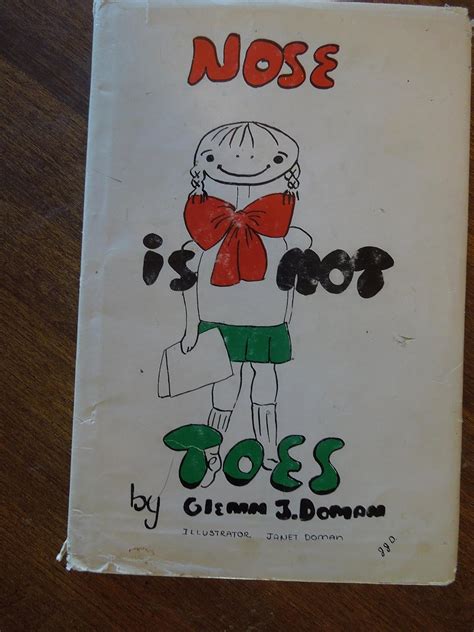 NOSE
is NOT
TOES
by Glenn J. Doman
ILLUSTRATOR JANET DOMAN